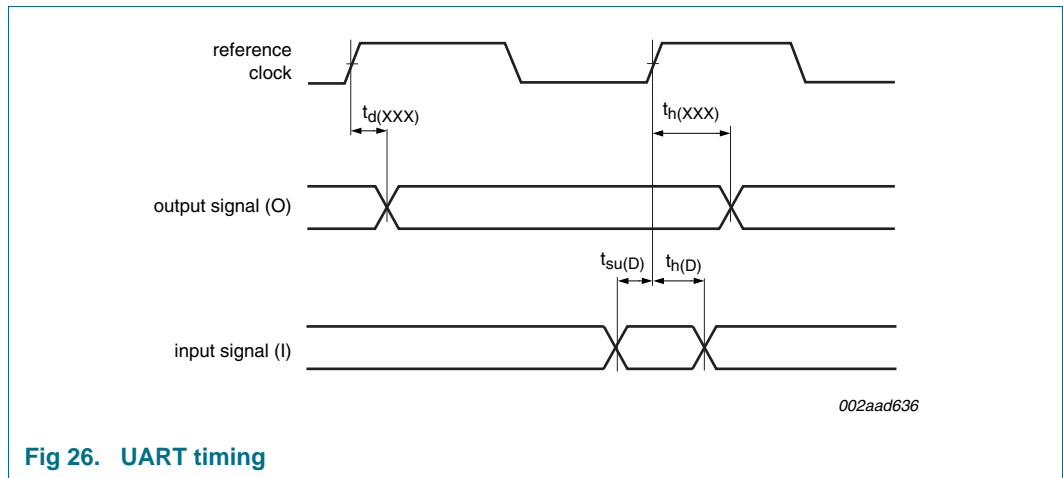 reference
clock
td(XXX)
th(XXX)
output signal (O)
tsu(D)
th(D)
input signal (I)
002aad636
Fig 26. UART timing